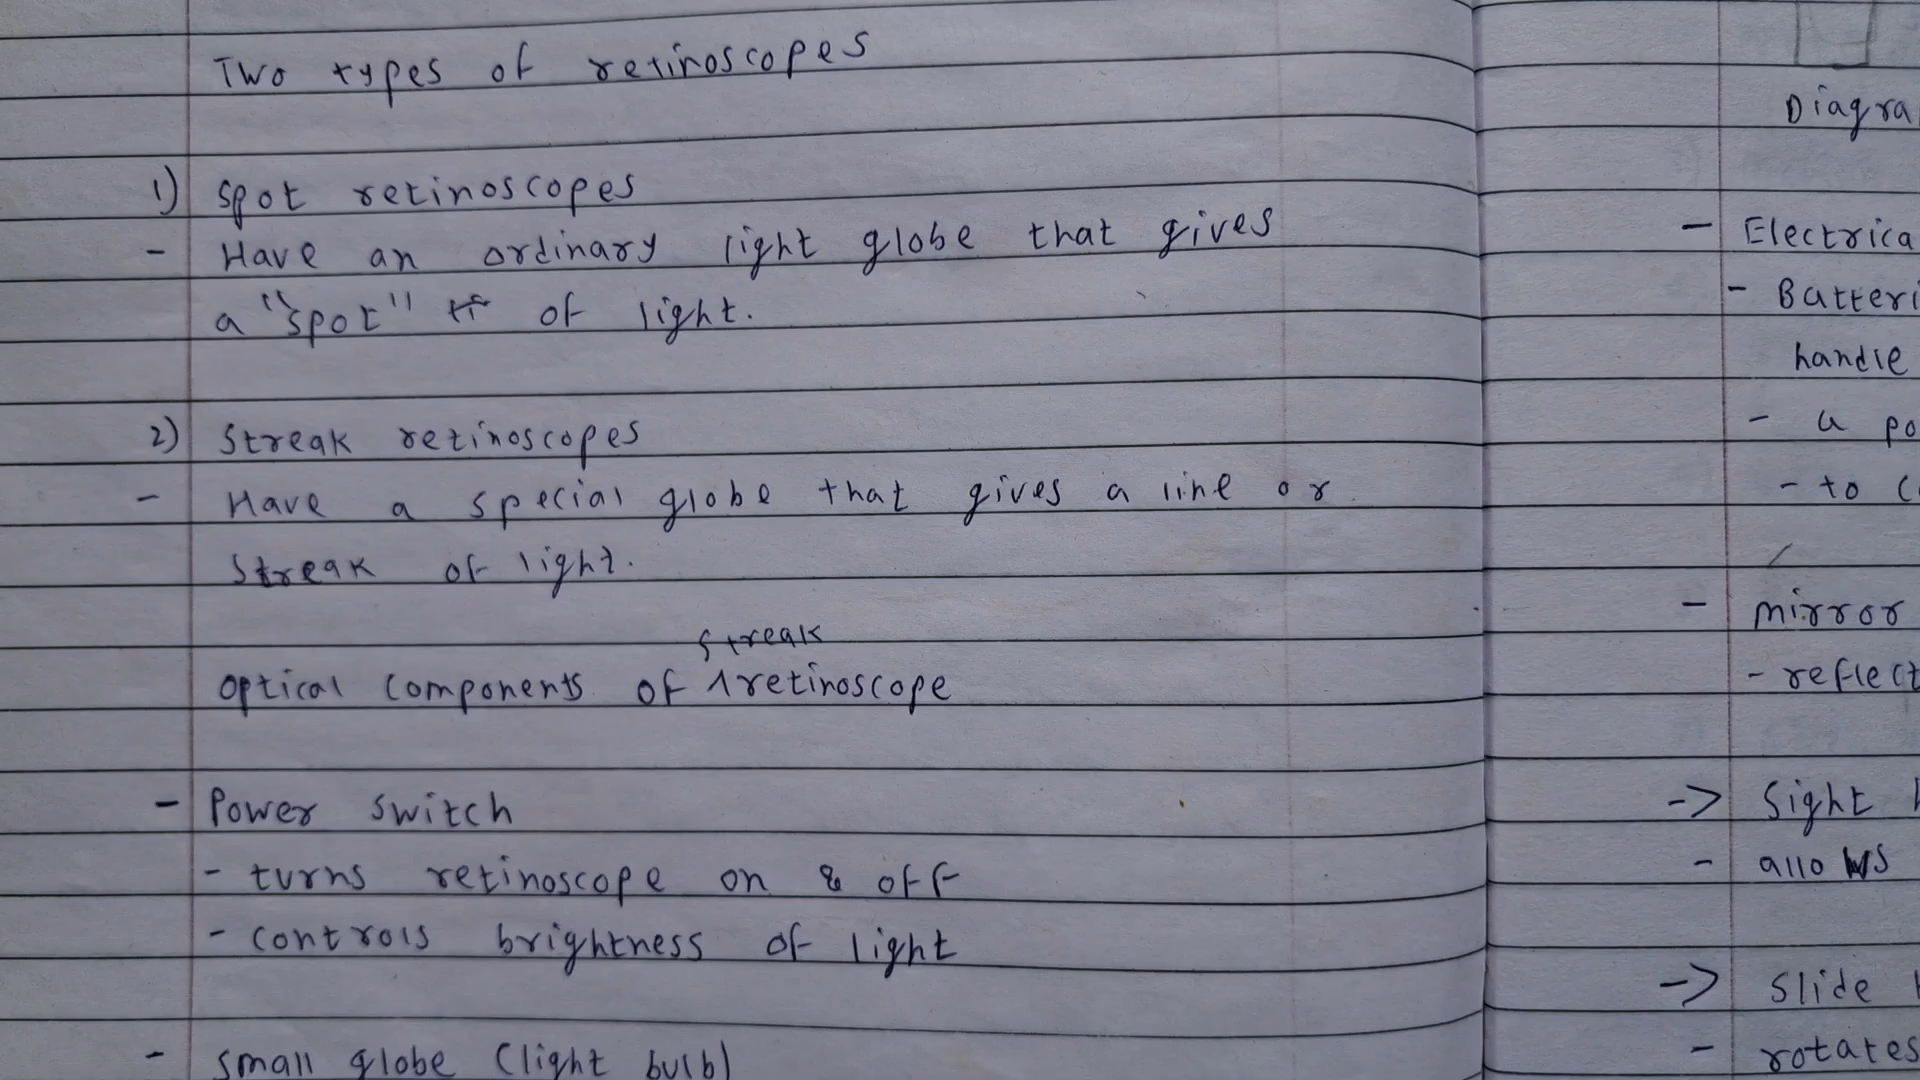 Two types of retinoscopes
1) Spot retinoscopes
- Have an ordinary light globe that gives
a "spot" of light.
2) Streak retinoscopes
- Have a special globe that gives a line or
streak of light.
streak
optical components of ^retinoscope
- Power switch
- turns retinoscope on & off
- controls brightness of light
- small globe (light bulb)
Diagra
- Electrica
- Batteri
handle
- a po
- to c
- mirror
- reflect
-> Sight h
- allows
-> Slide
- rotates